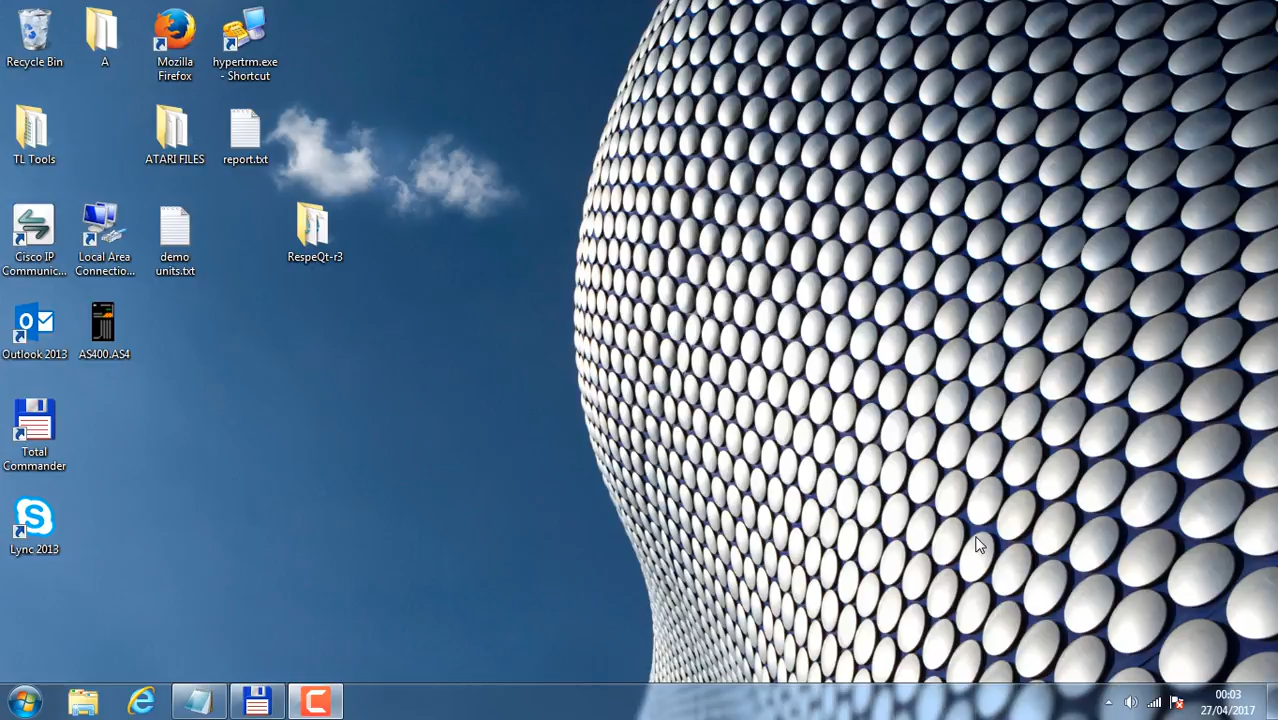 Recycle Bin
A
Mozilla
Firefox
hypertrm.exe
- Shortcut
TL Tools
ATARI FILES
report.txt
Cisco IP
Communic...
Local Area
Connectio...
demo
units.txt
RespeQt-r3
Outlook 2013
AS400.AS4
Total
Commander
Lync 2013
00:03
27/04/2017